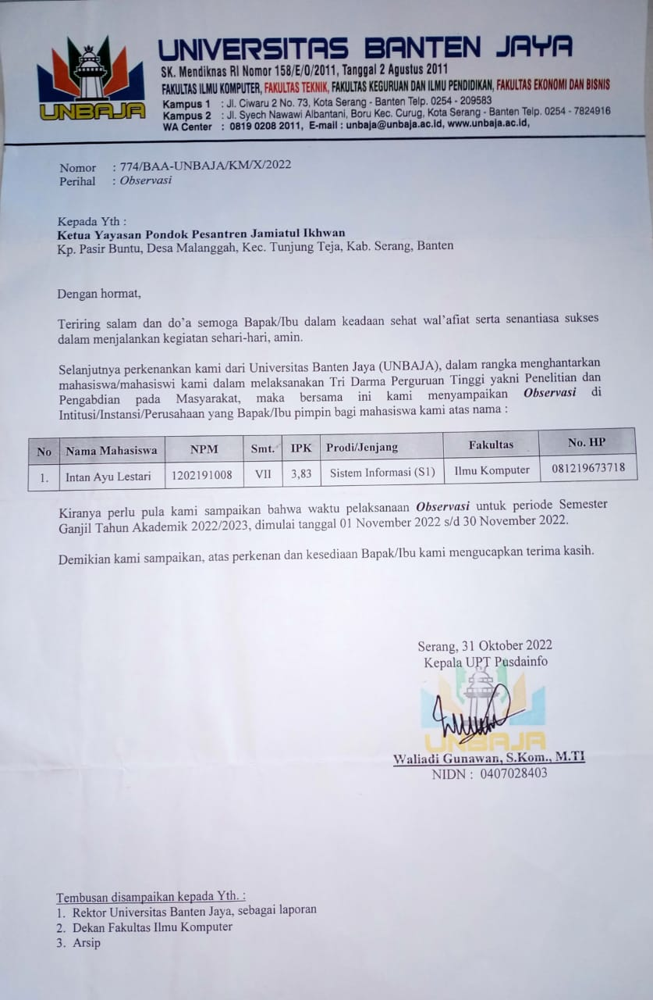 UNBAJA
UNIVERSITAS BANTEN JAYA
SK. Mendiknas RI Nomor 158/E/O/2011, Tanggal 2 Agustus 2011
FAKULTAS ILMU KOMPUTER, FAKULTAS TEKNIK, FAKULTAS KEGURUAN DAN ILMU PENDIDIKAN, FAKULTAS EKONOMI DAN BISNIS
Kampus 1 : Jl. Ciwaru 2 No. 73, Kota Serang - Banten Telp. 0254 - 209583
Kampus 2 : Jl. Syech Nawawi Albantani, Boru Kec. Curug, Kota Serang - Banten Telp. 0254 - 7824916
WA Center : 0819 0208 2011, E-mail : unbaja@unbaja.ac.id, www.unbaja.ac.id,
Nomor : 774/BAA-UNBAJA/KM/X/2022
Perihal : Observasi
Kepada Yth :
Ketua Yayasan Pondok Pesantren Jamiatul Ikhwan
Kp. Pasir Buntu, Desa Malanggah, Kec. Tunjung Teja, Kab. Serang, Banten
Dengan hormat,
Teriring salam dan do'a semoga Bapak/Ibu dalam keadaan sehat wal'afiat serta senantiasa sukses
dalam menjalankan kegiatan sehari-hari, amin.
Selanjutnya perkenankan kami dari Universitas Banten Jaya (UNBAJA), dalam rangka menghantarkan
mahasiswa/mahasiswi kami dalam melaksanakan Tri Darma Perguruan Tinggi yakni Penelitian dan
Pengabdian pada Masyarakat, maka bersama ini kami menyampaikan Observasi di
Intitusi/Instansi/Perusahaan yang Bapak/Ibu pimpin bagi mahasiswa kami atas nama :
No Nama Mahasiswa NPM Smt. IPK Prodi/Jenjang Fakultas No. HP
1. Intan Ayu Lestari 1202191008 VII 3,83 Sistem Informasi (S1) Ilmu Komputer 081219673718
Kiranya perlu pula kami sampaikan bahwa waktu pelaksanaan Observasi untuk periode Semester
Ganjil Tahun Akademik 2022/2023, dimulai tanggal 01 November 2022 s/d 30 November 2022.
Demikian kami sampaikan, atas perkenan dan kesediaan Bapak/Ibu kami mengucapkan terima kasih.
Serang, 31 Oktober 2022
Kepala UPT Pusdainfo
UNBAJA
Waliadi Gunawan, S.Kom., M.TI
NIDN : 0407028403
Tembusan disampaikan kepada Yth. :
1. Rektor Universitas Banten Jaya, sebagai laporan
2. Dekan Fakultas Ilmu Komputer
3. Arsip